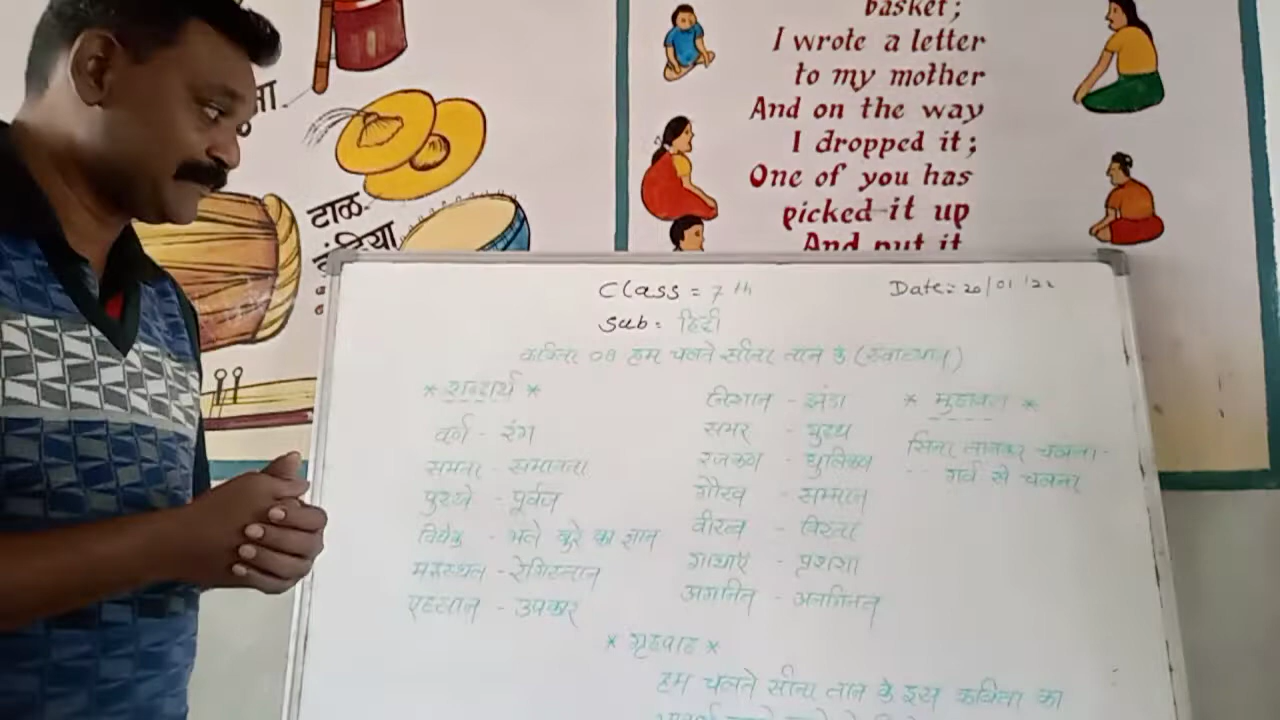 ना
टाळ
basket;
I wrote a letter
to my mother
And on the way
I dropped it;
One of you has
picked it up
And put it
Class = 7 th
Date = 20/01/22
Sub = हिंदी
कविता 08 हम चलते सीना तान के (स्वाध्याय)
* शब्दार्थ *
वर्ण - रंग
समता - समानता
पुरखे - पूर्वज
विवेक - भले बुरे का ज्ञान
मरुस्थल - रेगिस्तान
एहसान - उपकार
निशान - झंडा
समर - युद्ध
रजकण - धुलिकण
गौरव - सम्मान
वीरत्व - विरता
गाथाएँ - प्रशंशा
अगनित - अनगिनत
* मुहावरा *
सिना तानकर चलना -
गर्व से चलना
* गृहपाठ *
हम चलते सीना तान के इस कविता का